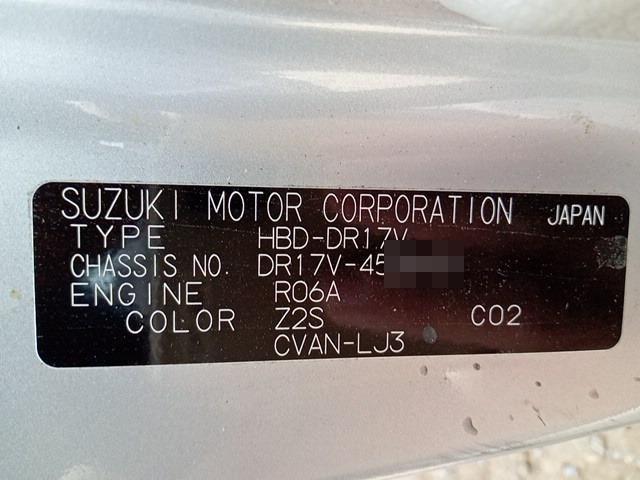 SUZUKI MOTOR CORPORATION JAPAN
TYPE HBD-DR17V
CHASSIS NO. DR17V-45
ENGINE R06A
COLOR Z2S C02
CVAN-LJ3